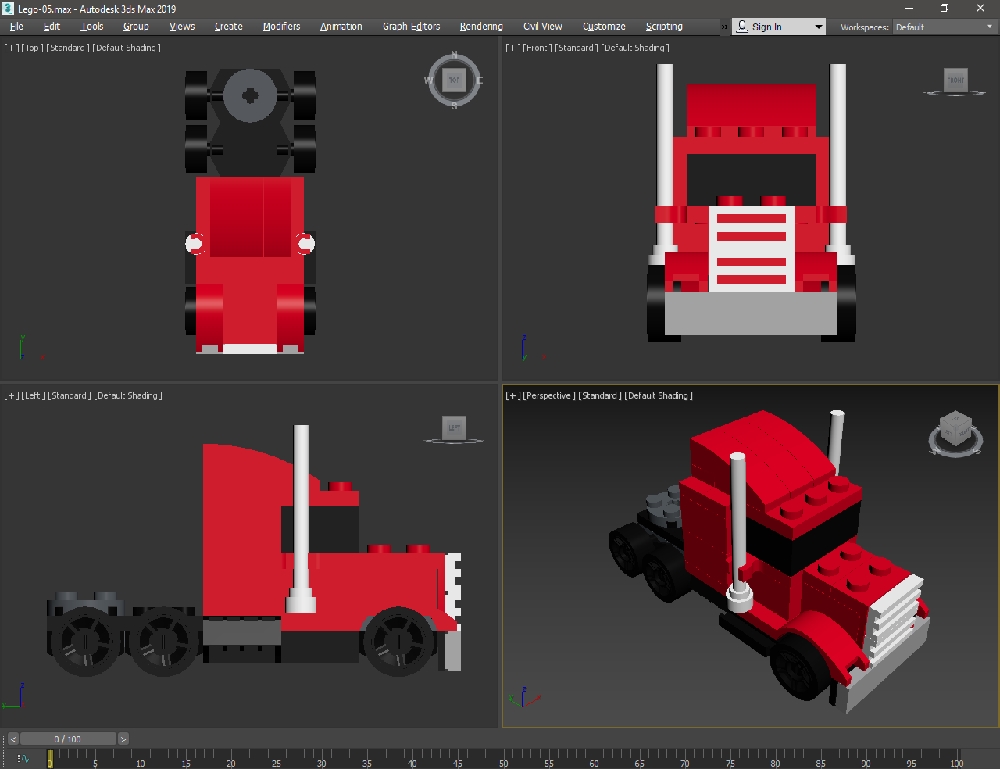 Lego-05.max - Autodesk 3ds Max 2019
File Edit Tools Group Views Create Modifiers Animation Graph Editors Rendering Civil View Customize Scripting » Sign In Workspaces: Default
[+] [Top] [Standard] [Default Shading]
[+] [Front] [Standard] [Default Shading]
N
W TOP E
S
FRONT
[+] [Left] [Standard] [Default Shading]
[+] [Perspective] [Standard] [Default Shading]
LEFT
< 0 / 100 >
0 5 10 15 20 25 30 35 40 45 50 55 60 65 70 75 80 85 90 95 100